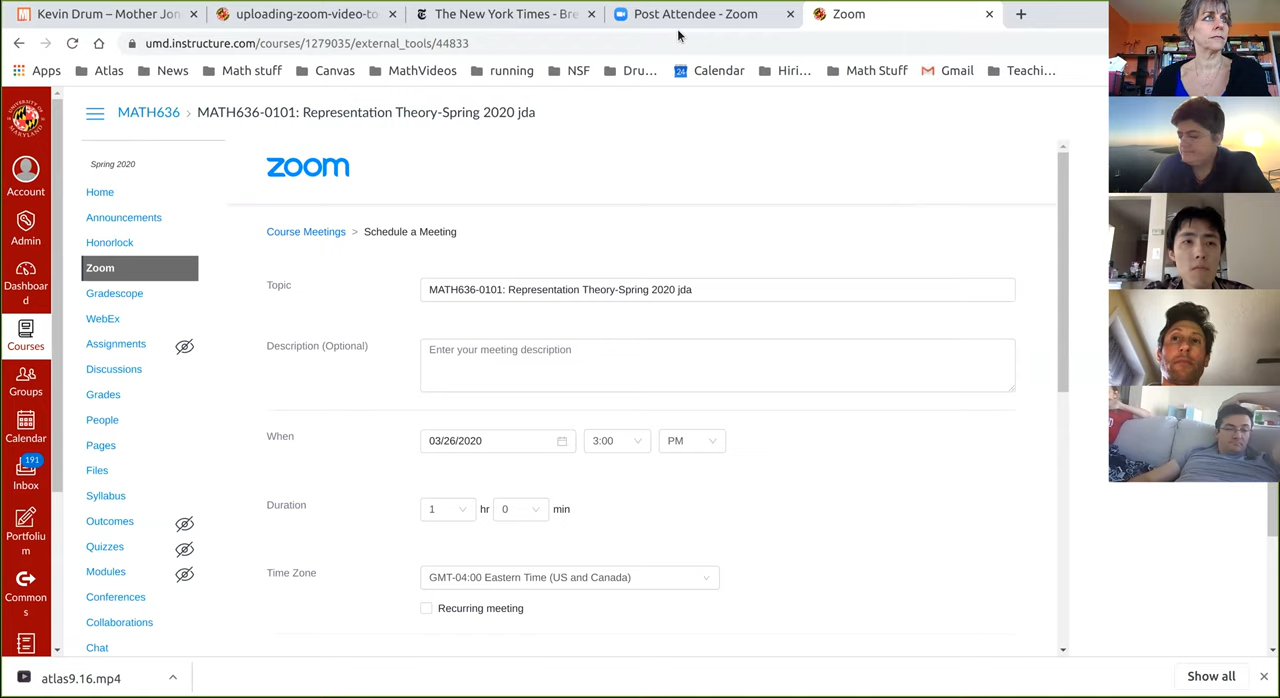 Kevin Drum – Mother Jon
uploading-zoom-video-to
The New York Times - Bre
Post Attendee - Zoom
Zoom
umd.instructure.com/courses/1279035/external_tools/44833
Apps
Atlas
News
Math stuff
Canvas
MathVideos
running
NSF
Dru…
24
Calendar
Hiri…
Math Stuff
Gmail
Teachi…
MATH636 › MATH636-0101: Representation Theory-Spring 2020 jda
Account
Admin
Dashboar
d
Courses
Groups
Calendar
191
Inbox
Portfoliu
m
Common
s
Spring 2020
Home
Announcements
Honorlock
Zoom
Gradescope
WebEx
Assignments
Discussions
Grades
People
Pages
Files
Syllabus
Outcomes
Quizzes
Modules
Conferences
Collaborations
Chat
zoom
Course Meetings > Schedule a Meeting
Topic
MATH636-0101: Representation Theory-Spring 2020 jda
Description (Optional)
Enter your meeting description
When
03/26/2020
3:00
PM
Duration
1 hr 0 min
Time Zone
GMT-04:00 Eastern Time (US and Canada)
Recurring meeting
atlas9.16.mp4
Show all